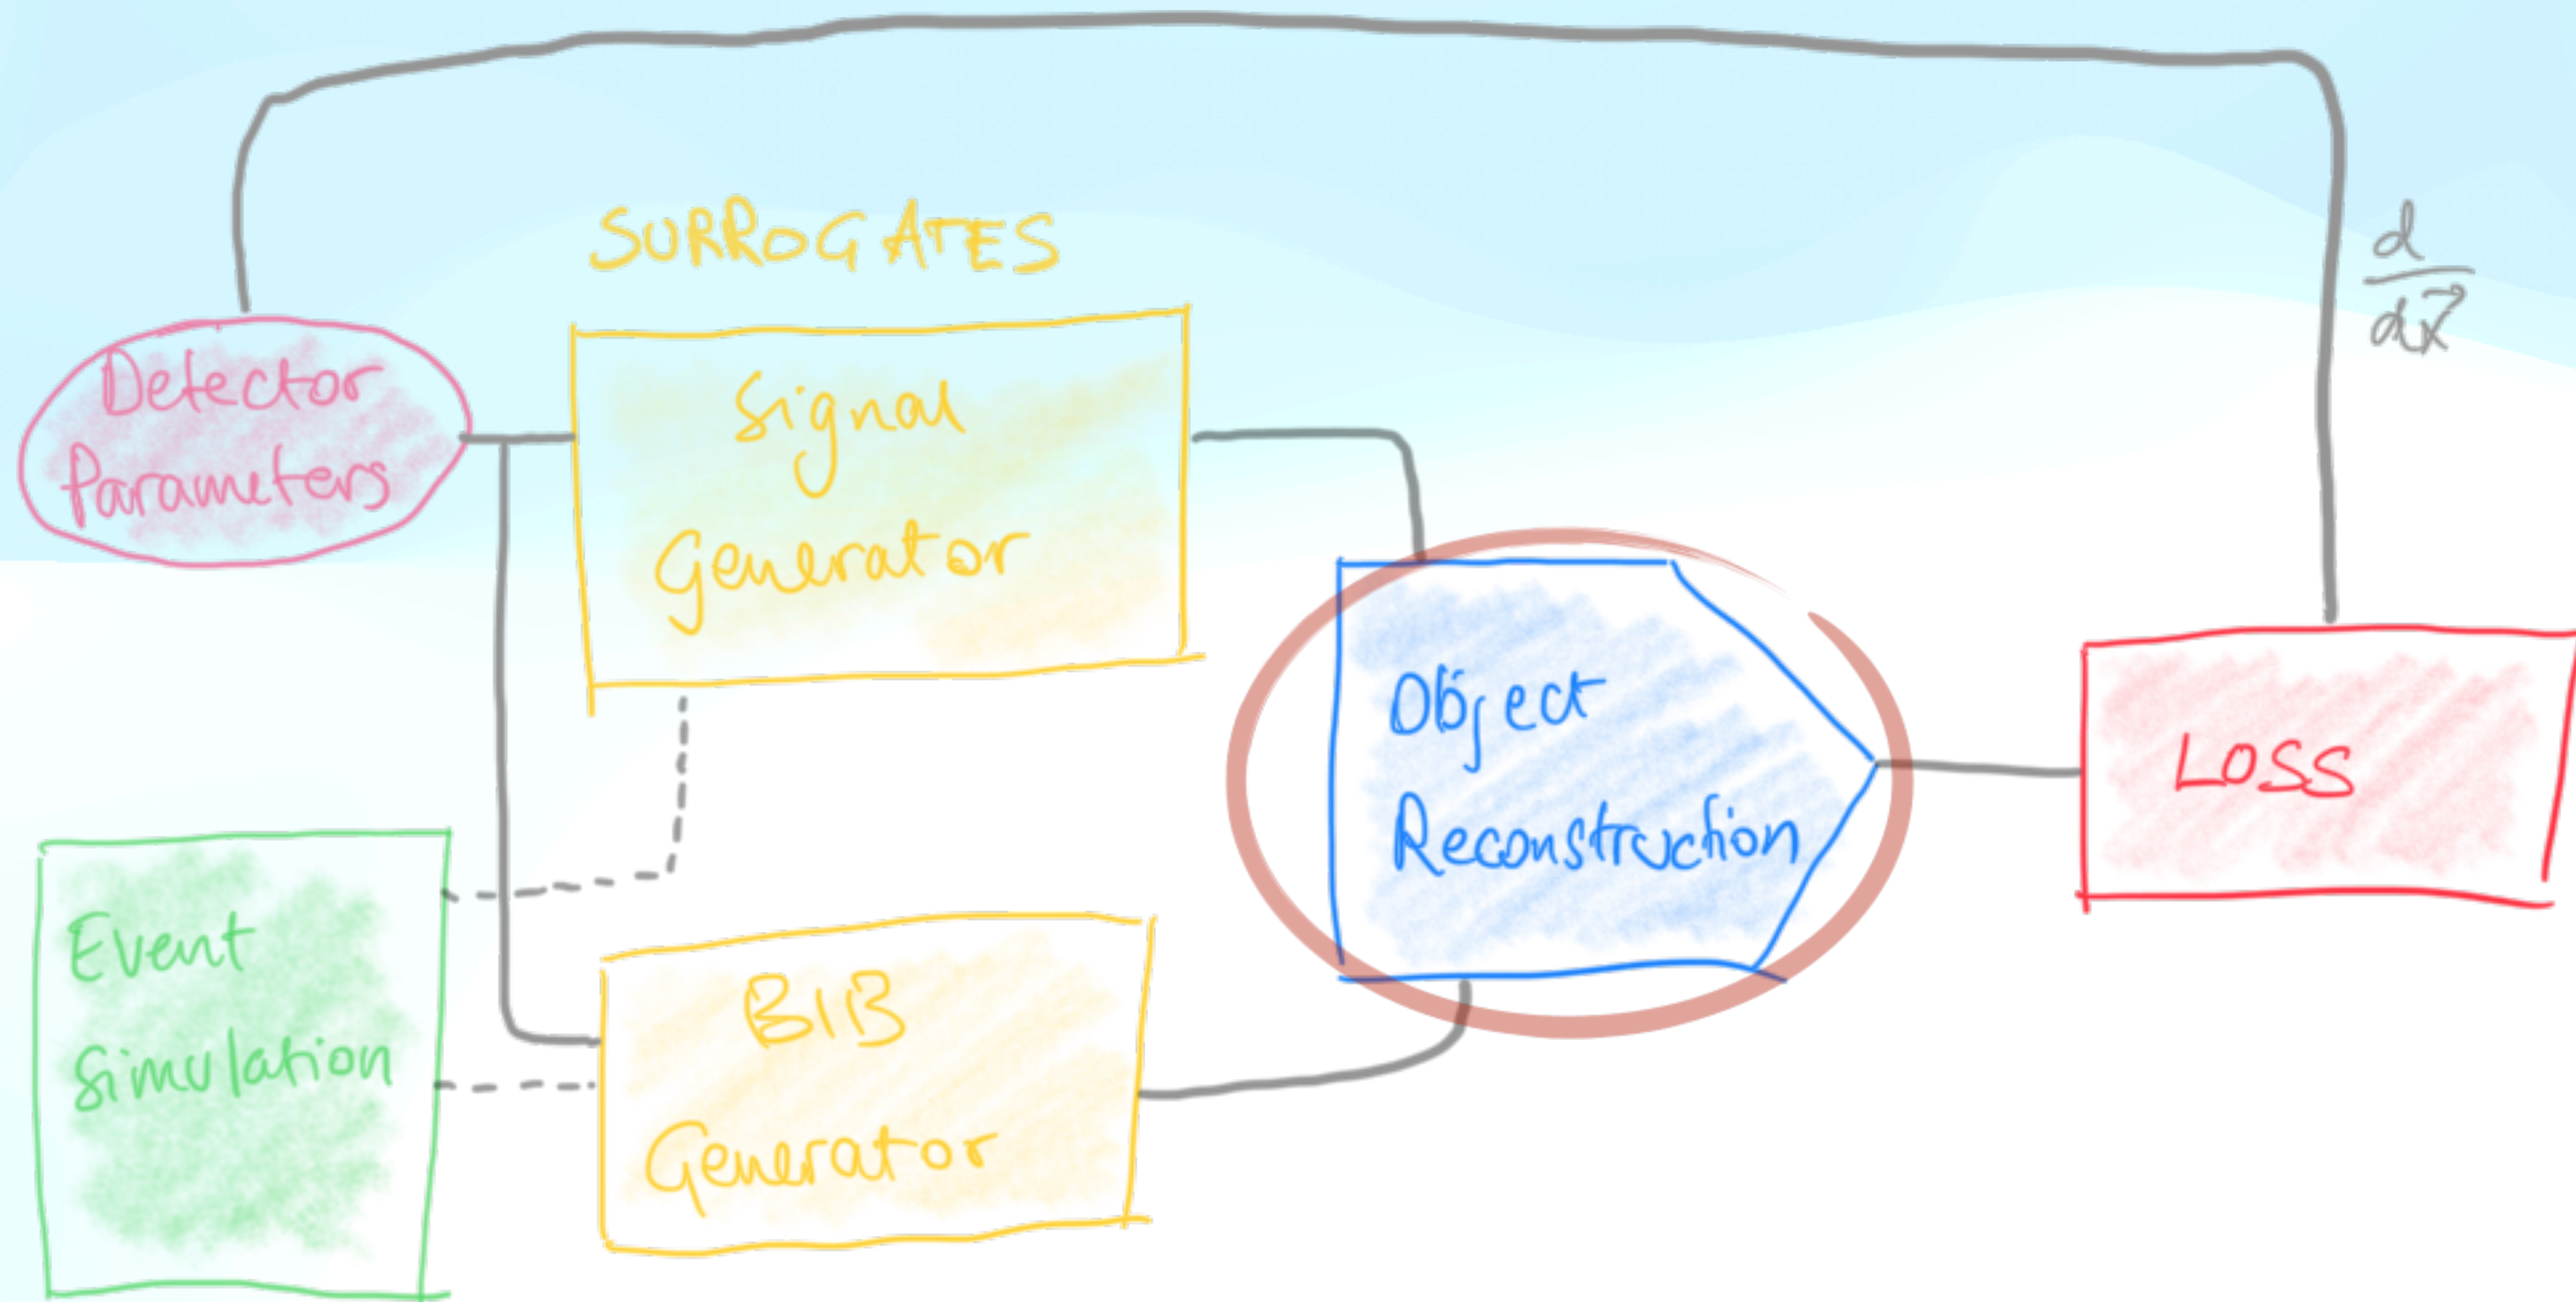 SURROGATES
d
dx⃗
Detector
Parameters
Signal
Generator
Object
Reconstruction
LOSS
Event
Simulation
BIB
Generator